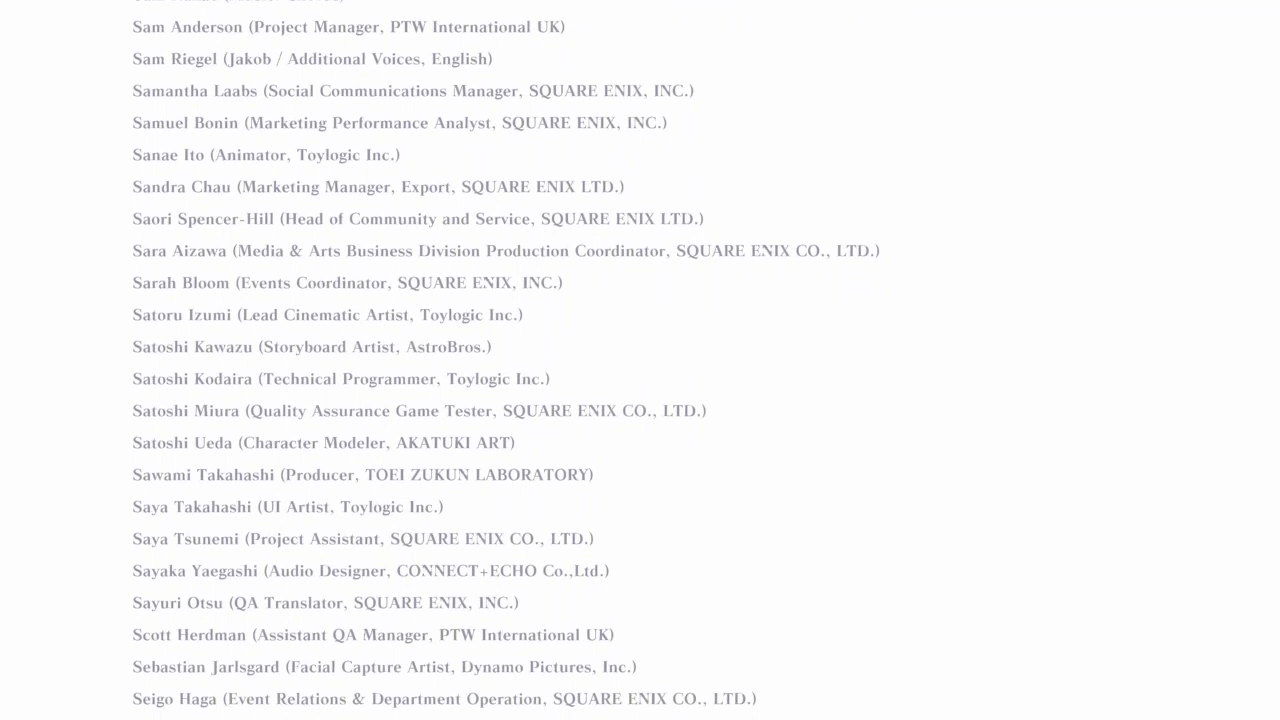 Sam Anderson (Project Manager, PTW International UK)
Sam Riegel (Jakob / Additional Voices, English)
Samantha Laabs (Social Communications Manager, SQUARE ENIX, INC.)
Samuel Bonin (Marketing Performance Analyst, SQUARE ENIX, INC.)
Sanae Ito (Animator, Toylogic Inc.)
Sandra Chau (Marketing Manager, Export, SQUARE ENIX LTD.)
Saori Spencer-Hill (Head of Community and Service, SQUARE ENIX LTD.)
Sara Aizawa (Media & Arts Business Division Production Coordinator, SQUARE ENIX CO., LTD.)
Sarah Bloom (Events Coordinator, SQUARE ENIX, INC.)
Satoru Izumi (Lead Cinematic Artist, Toylogic Inc.)
Satoshi Kawazu (Storyboard Artist, AstroBros.)
Satoshi Kodaira (Technical Programmer, Toylogic Inc.)
Satoshi Miura (Quality Assurance Game Tester, SQUARE ENIX CO., LTD.)
Satoshi Ueda (Character Modeler, AKATUKI ART)
Sawami Takahashi (Producer, TOEI ZUKUN LABORATORY)
Saya Takahashi (UI Artist, Toylogic Inc.)
Saya Tsunemi (Project Assistant, SQUARE ENIX CO., LTD.)
Sayaka Yaegashi (Audio Designer, CONNECT+ECHO Co.,Ltd.)
Sayuri Otsu (QA Translator, SQUARE ENIX, INC.)
Scott Herdman (Assistant QA Manager, PTW International UK)
Sebastian Jarlsgard (Facial Capture Artist, Dynamo Pictures, Inc.)
Seigo Haga (Event Relations & Department Operation, SQUARE ENIX CO., LTD.)